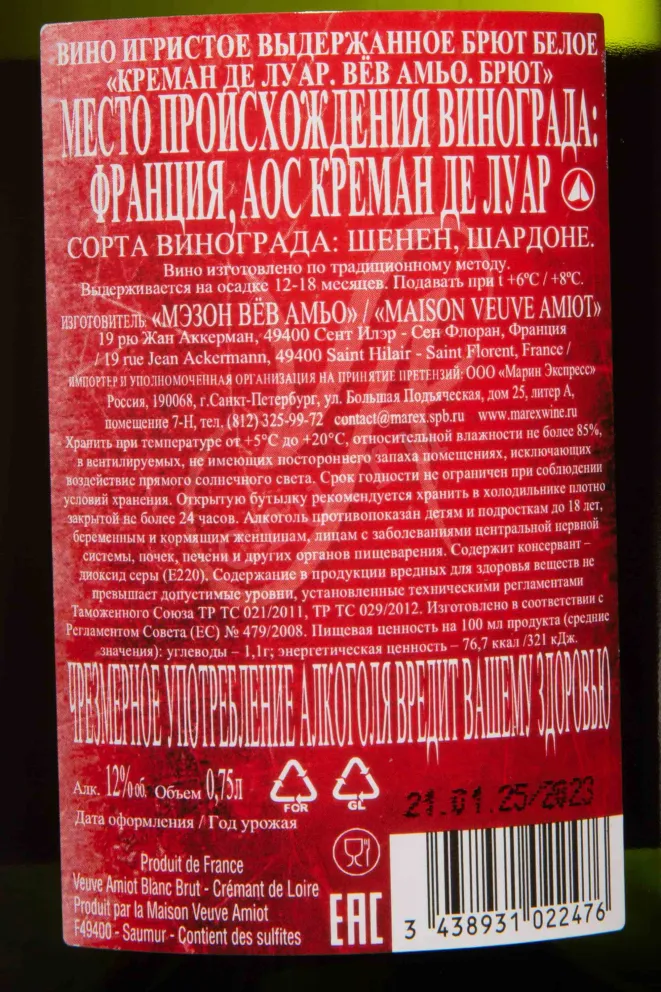 ВИНО ИГРИСТОЕ ВЫДЕРЖАННОЕ БРЮТ БЕЛОЕ
«КРЕМАН ДЕ ЛУАР. ВЁВ АМЬО. БРЮТ»
МЕСТО ПРОИСХОЖДЕНИЯ ВИНОГРАДА:
ФРАНЦИЯ, АОС КРЕМАН ДЕ ЛУАР
СОРТА ВИНОГРАДА: ШЕНЕН, ШАРДОНЕ.
Вино изготовлено по традиционному методу.
Выдерживается на осадке 12-18 месяцев. Подавать при t +6ºC / +8ºC.
ИЗГОТОВИТЕЛЬ: «МЭЗОН ВЁВ АМЬО» / «MAISON VEUVE AMIOT»
19 рю Жан Аккерман, 49400 Сент Илэр - Сен Флоран, Франция
/ 19 rue Jean Ackermann, 49400 Saint Hilair - Saint Florent, France /
ИМПОРТЕР И УПОЛНОМОЧЕННАЯ ОРГАНИЗАЦИЯ НА ПРИНЯТИЕ ПРЕТЕНЗИЙ: ООО «Марин Экспресс»
Россия, 190068, г.Санкт-Петербург, ул. Большая Подъяческая, дом 25, литер А,
помещение 7-Н, тел. (812) 325-99-72 contact@marex.spb.ru www.marexwine.ru
Хранить при температуре от +5°C до +20°C, относительной влажности не более 85%,
в вентилируемых, не имеющих постороннего запаха помещениях, исключающих
воздействие прямого солнечного света. Срок годности не ограничен при соблюдении
условий хранения. Открытую бутылку рекомендуется хранить в холодильнике плотно
закрытой не более 24 часов. Алкоголь противопоказан детям и подросткам до 18 лет,
беременным и кормящим женщинам, лицам с заболеваниями центральной нервной
системы, почек, печени и других органов пищеварения. Содержит консервант –
диоксид серы (Е220). Содержание в продукции вредных для здоровья веществ не
превышает допустимые уровни, установленные техническими регламентами
Таможенного Союза ТР ТС 021/2011, ТР ТС 029/2012. Изготовлено в соответствии с
Регламентом Совета (ЕС) № 479/2008. Пищевая ценность на 100 мл продукта (средние
значения): углеводы – 1,1г; энергетическая ценность – 76,7 ккал /321 кДж.
ЧРЕЗМЕРНОЕ УПОТРЕБЛЕНИЕ АЛКОГОЛЯ ВРЕДИТ ВАШЕМУ ЗДОРОВЬЮ
Алк. 12% об. Объем 0,75л
FOR GL
21.01.25/2023
Дата оформления / Год урожая
Produit de France
Veuve Amiot Blanc Brut - Crémant de Loire
Produit par la Maison Veuve Amiot
F49400 - Saumur - Contient des sulfites
EAC
3 438931 022476